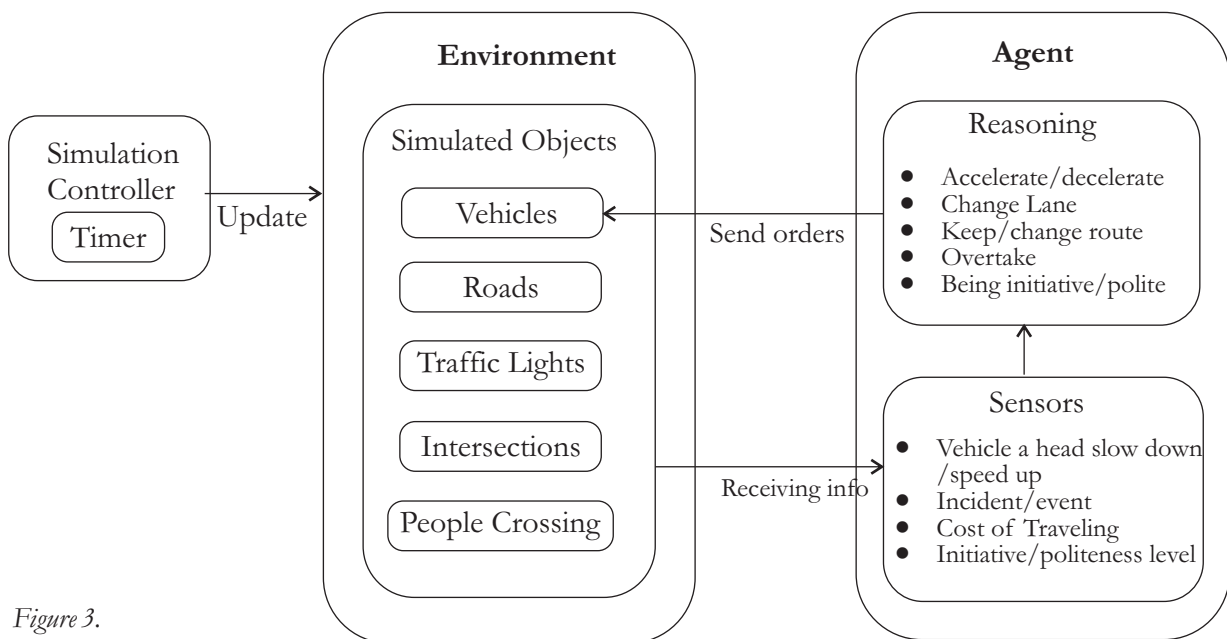 Simulation
Controller
Timer
Update
Environment
Simulated Objects
Vehicles
Roads
Traffic Lights
Intersections
People Crossing
Send orders
Receiving info
Agent
Reasoning
● Accelerate/decelerate
● Change Lane
● Keep/change route
● Overtake
● Being initiative/polite
Sensors
● Vehicle a head slow down
/speed up
● Incident/event
● Cost of Traveling
● Initiative/politeness level
Figure 3.